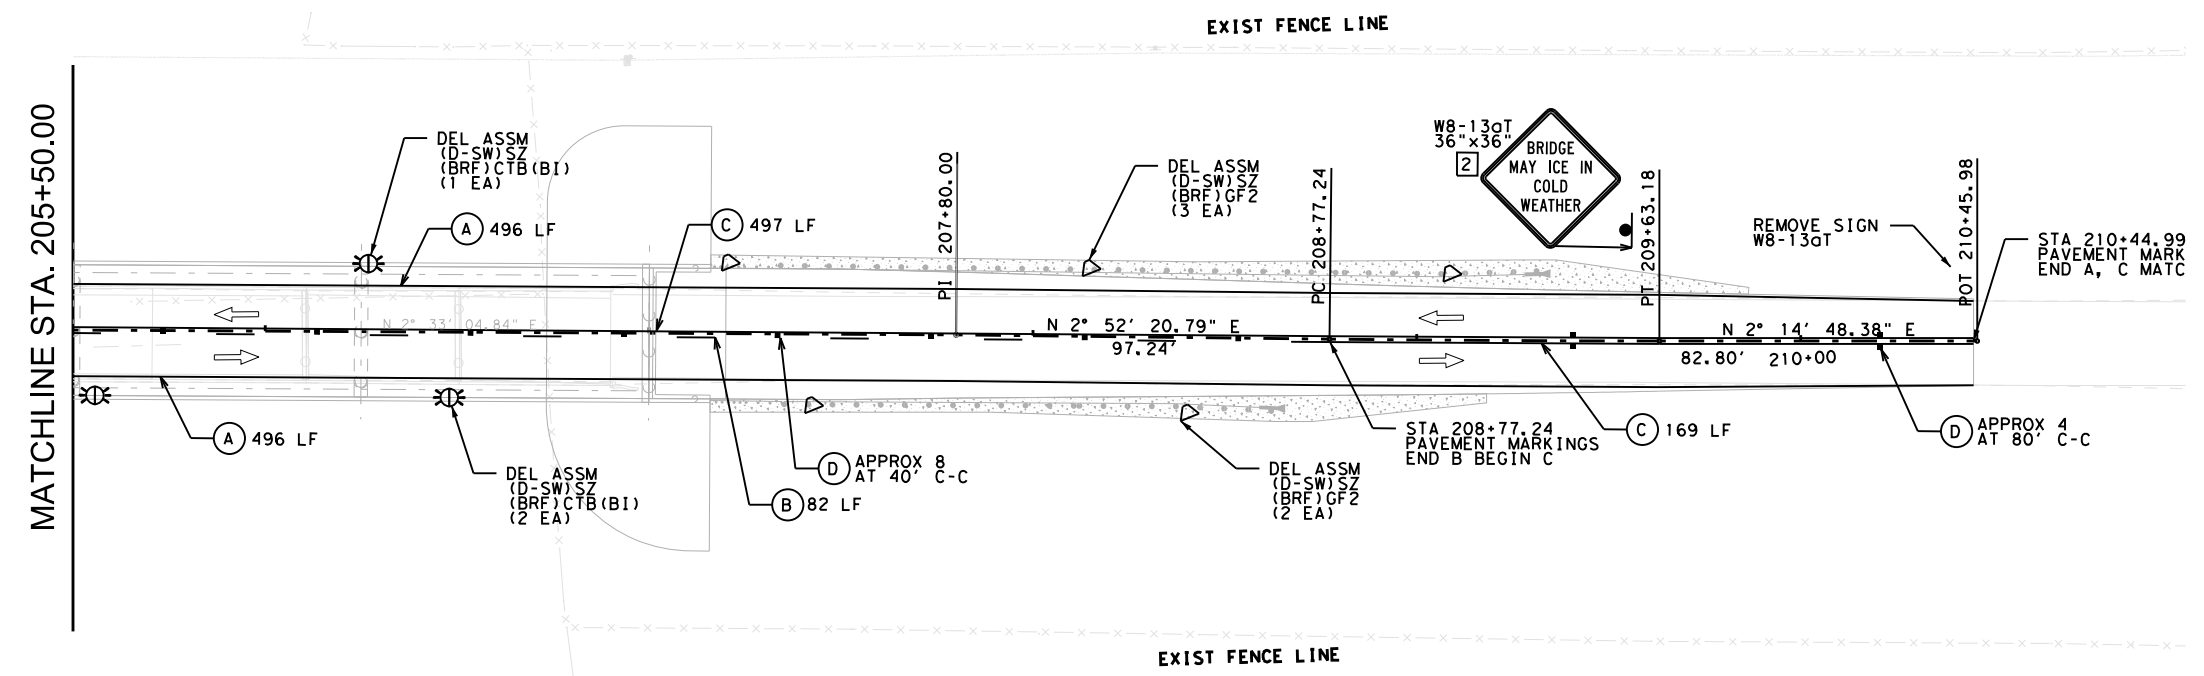 EXIST FENCE LINE
MATCHLINE STA. 205+50.00
DEL ASSM
(D-SW)SZ
(BRF)CTB(BI)
(1 EA)
A 496 LF
C 497 LF
PI 207+80.00
DEL ASSM
(D-SW)SZ
(BRF)GF2
(3 EA)
PC 208+77.24
W8-13aT
36"x36"
2
BRIDGE
MAY ICE IN
COLD
WEATHER
PT 209+63.18
REMOVE SIGN
W8-13aT
POT 210+45.98
STA 210+44.99
PAVEMENT MARK
END A, C MATC
N 2° 33' 04.84" E
N 2° 52' 20.79" E
97.24'
N 2° 14' 48.38" E
82.80' 210+00
A 496 LF
DEL ASSM
(D-SW)SZ
(BRF)CTB(BI)
(2 EA)
D APPROX 8
AT 40' C-C
B 82 LF
DEL ASSM
(D-SW)SZ
(BRF)GF2
(2 EA)
STA 208+77.24
PAVEMENT MARKINGS
END B BEGIN C
C 169 LF
D APPROX 4
AT 80' C-C
EXIST FENCE LINE